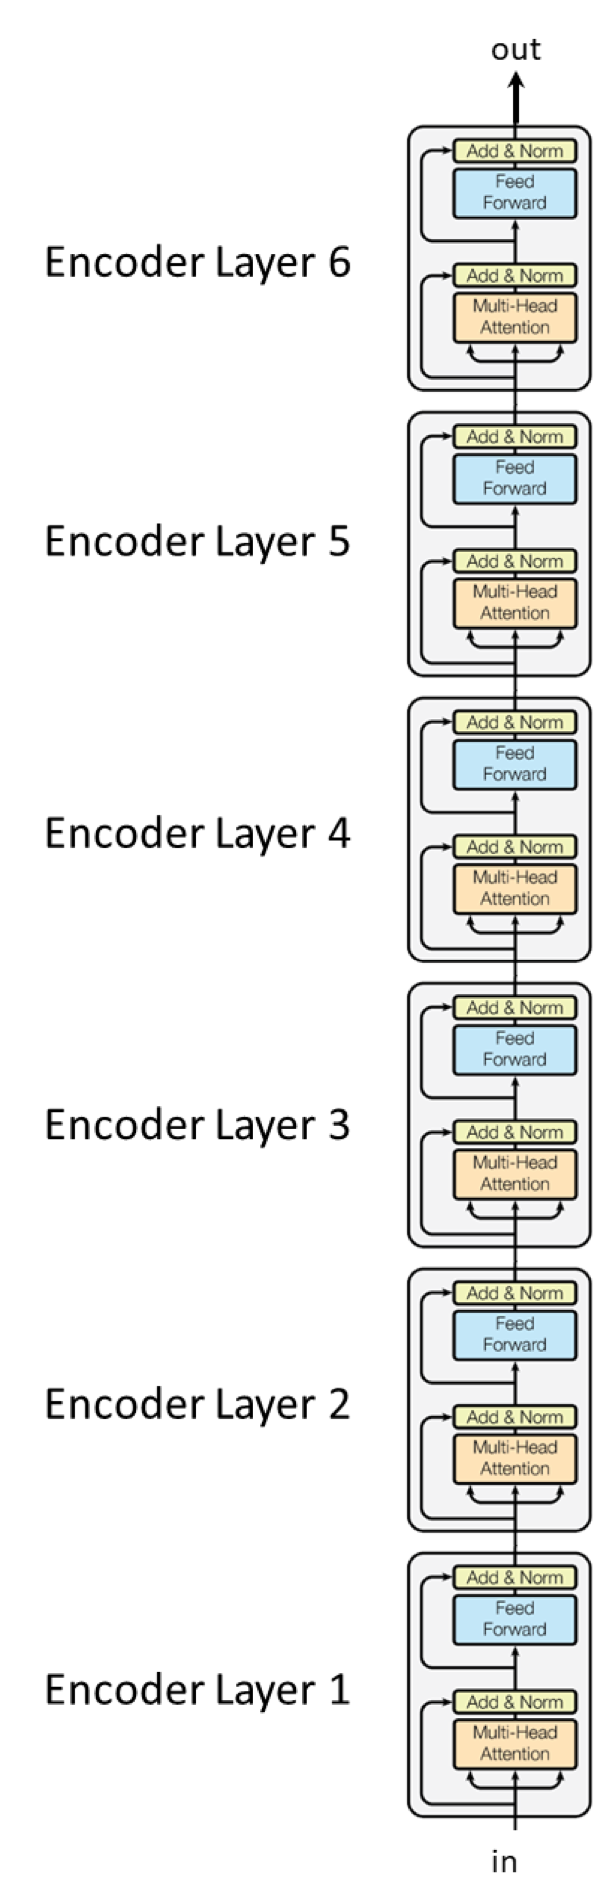 out
Add & Norm
Feed
Forward
Encoder Layer 6
Add & Norm
Multi-Head
Attention
Add & Norm
Feed
Forward
Encoder Layer 5
Add & Norm
Multi-Head
Attention
Add & Norm
Feed
Forward
Encoder Layer 4
Add & Norm
Multi-Head
Attention
Add & Norm
Feed
Forward
Encoder Layer 3
Add & Norm
Multi-Head
Attention
Add & Norm
Feed
Forward
Encoder Layer 2
Add & Norm
Multi-Head
Attention
Add & Norm
Feed
Forward
Encoder Layer 1
Add & Norm
Multi-Head
Attention
in